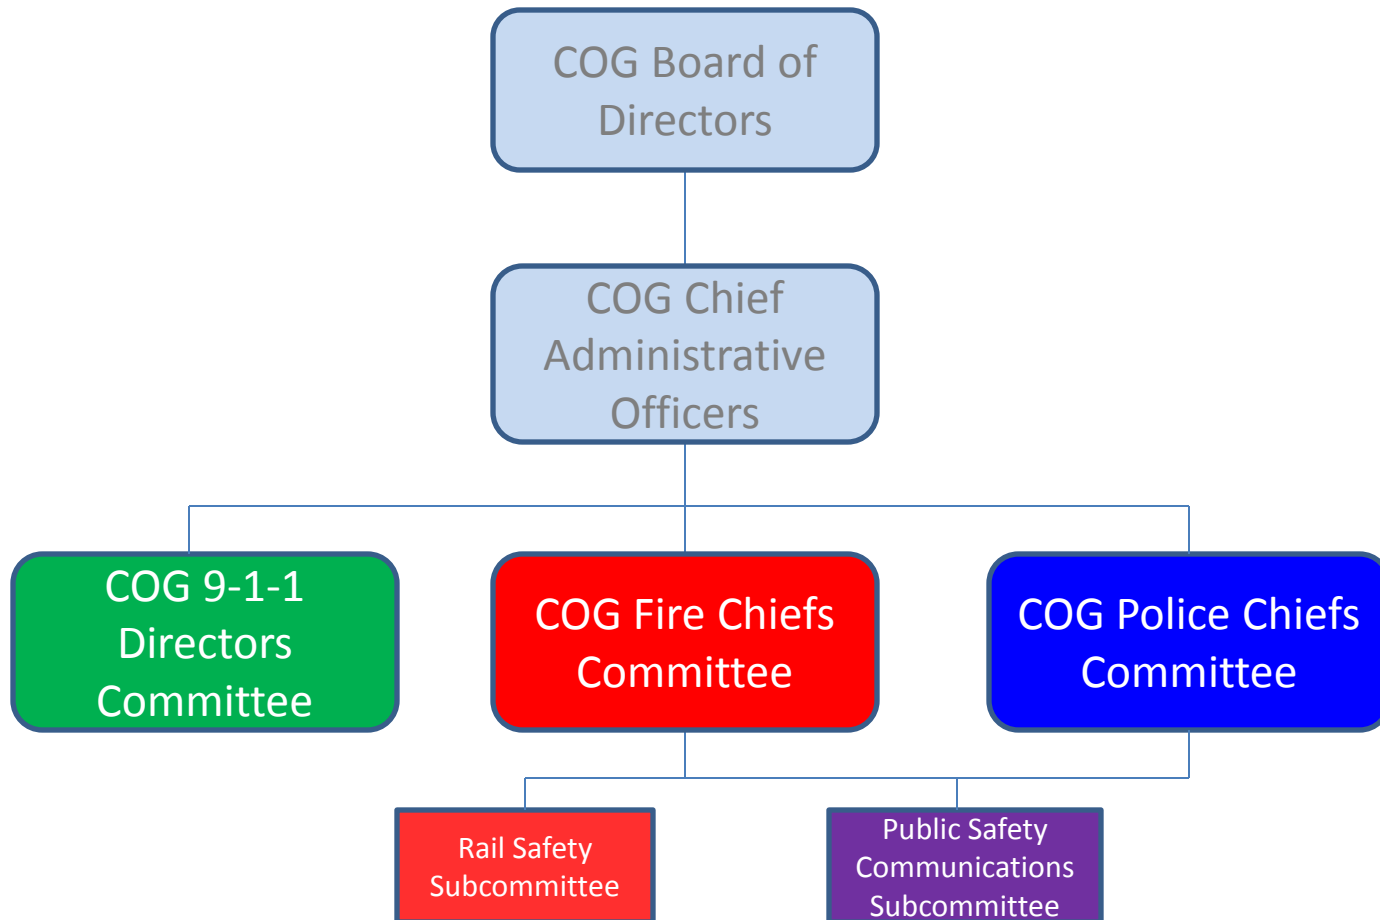 COG Board of
Directors
COG Chief
Administrative
Officers
COG 9-1-1
Directors
Committee
COG Fire Chiefs
Committee
COG Police Chiefs
Committee
Rail Safety
Subcommittee
Public Safety
Communications
Subcommittee